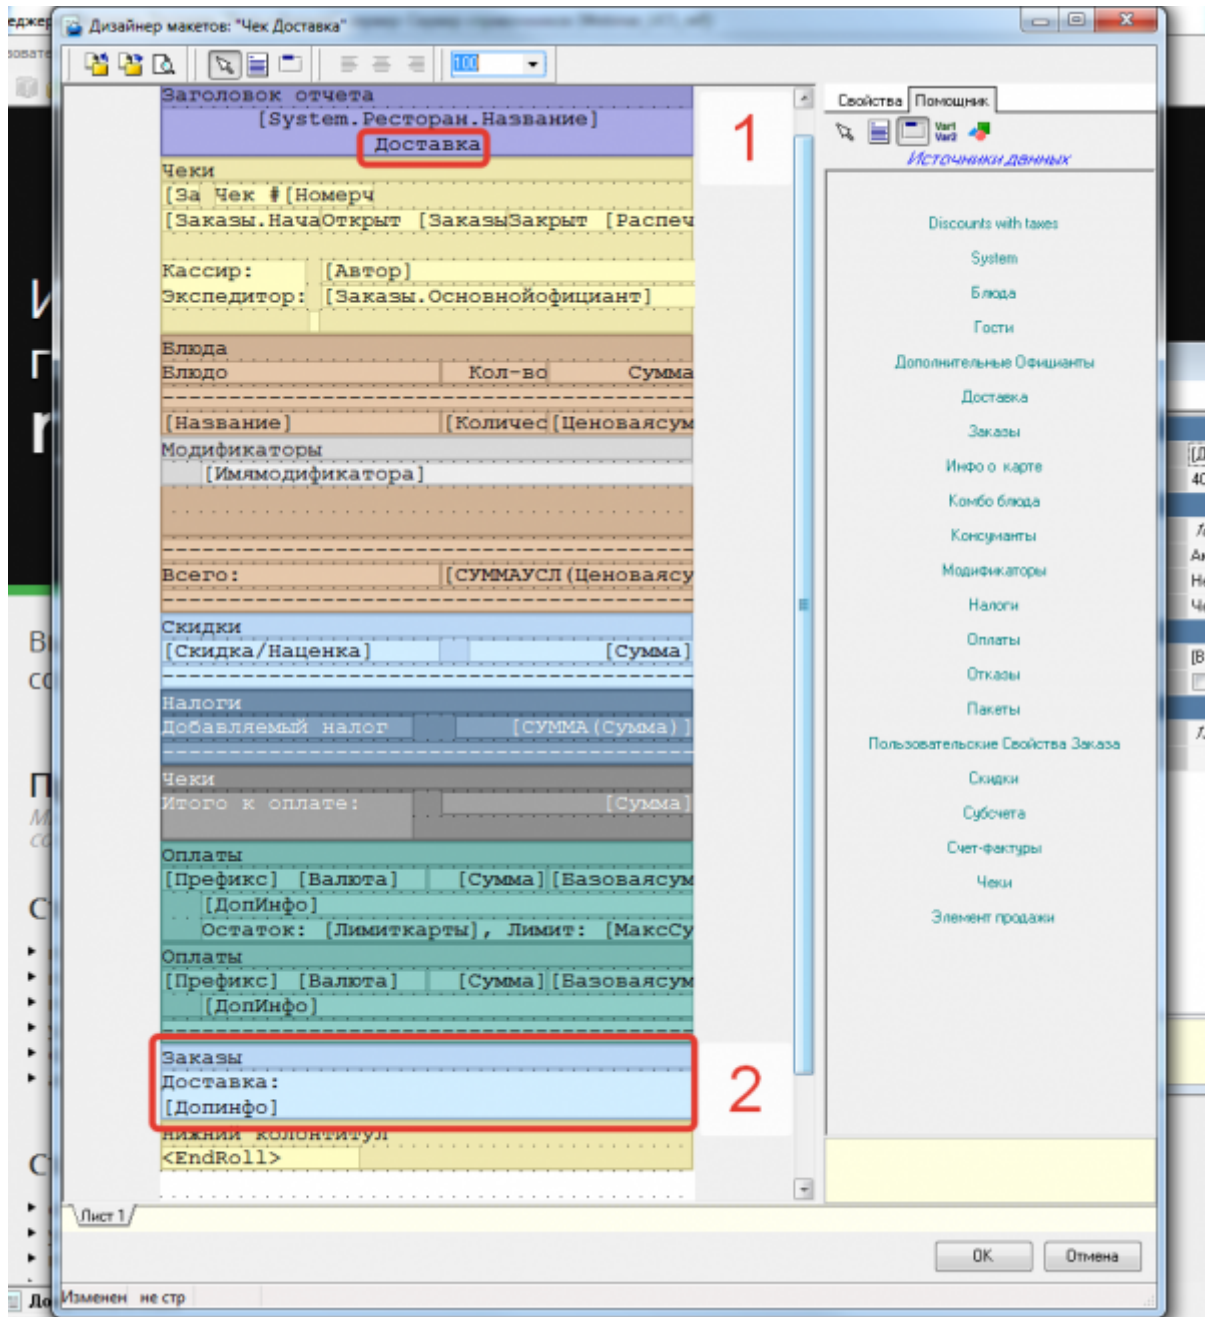 Дизайнер макетов: "Чек Доставка"
100
Заголовок отчета
[System.Ресторан.Название]
Доставка
1
Чеки
[За Чек #[Номерч
[Заказы.НачаОткрыт [ЗаказыЗакрыт [Распеч
Кассир: [Автор]
Экспедитор: [Заказы.Основнойофициант]
Блюда
Блюдо Кол-во Сумма
[Название] [Количес[Ценоваясум
Модификаторы
[Имямодификатора]
Всего: [СУММАУСЛ(Ценоваясу
Скидки
[Скидка/Наценка] [Сумма]
Налоги
Добавляемый налог [СУММА(Сумма)]
Чеки
Итого к оплате: [Сумма]
Оплаты
[Префикс] [Валюта] [Сумма][Базоваясум
[ДопИнфо]
Остаток: [Лимиткарты], Лимит: [МаксСу
Оплаты
[Префикс] [Валюта] [Сумма][Базоваясум
[ДопИнфо]
Заказы
Доставка:
[Допинфо]
2
Нижний колонтитул
<EndRoll>
Лист 1
Свойства Помощник
Var1
Var2
Источники данных
Discounts with taxes
System
Блюда
Гости
Дополнительные Официанты
Доставка
Заказы
Инфо о карте
Комбо блюда
Консуманты
Модификаторы
Налоги
Оплаты
Отказы
Пакеты
Пользовательские Свойства Заказа
Скидки
Субсчета
Счет-фактуры
Чеки
Элемент продажи
OK Отмена
Изменен не стр